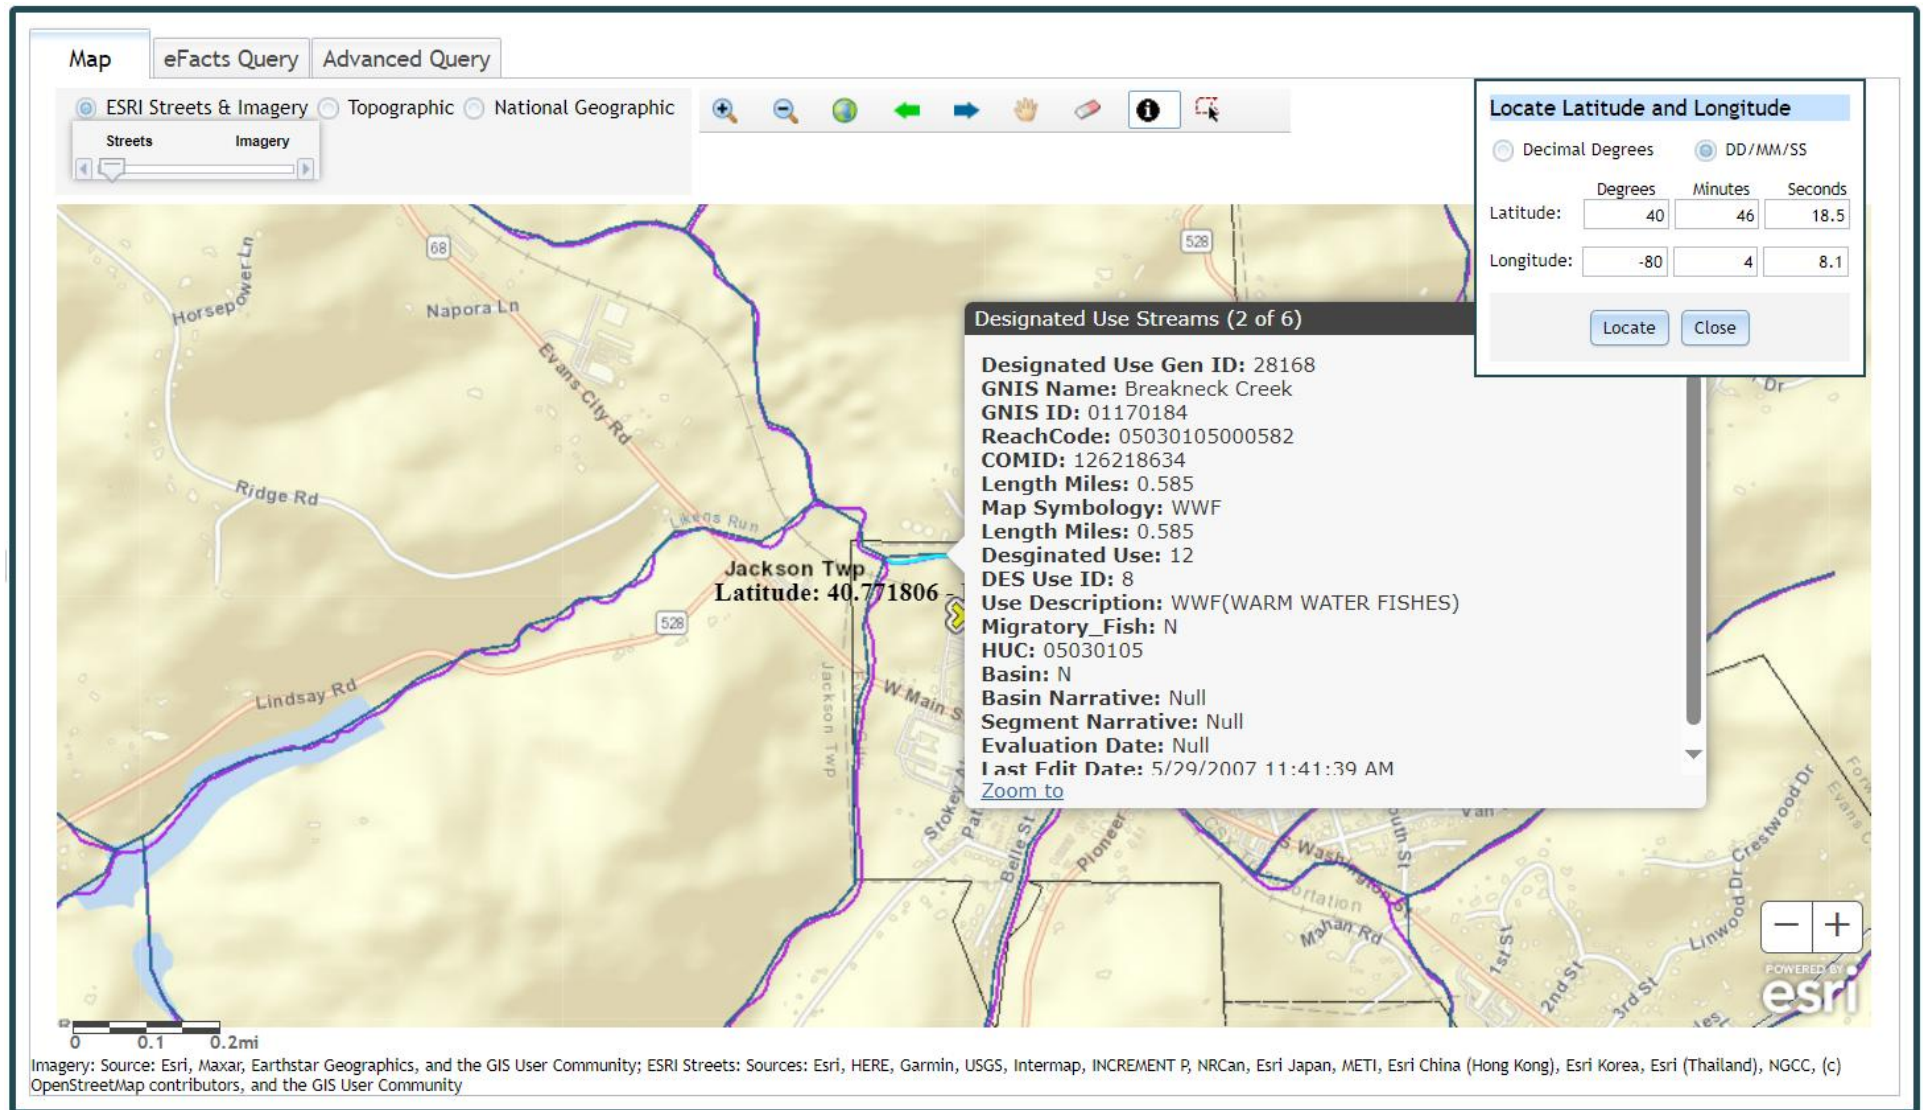 Map
eFacts Query
Advanced Query
ESRI Streets & Imagery
Topographic
National Geographic
Streets
Imagery
Locate Latitude and Longitude
Decimal Degrees
DD/MM/SS
Degrees Minutes Seconds
Latitude: 40 46 18.5
Longitude: -80 4 8.1
Locate
Close
68
528
Horsepower Ln
Napora Ln
Evans City Rd
Ridge Rd
Likens Run
Jackson Twp
Latitude: 40.771806 -
528
Lindsay Rd
Jackson Twp
W Main S
Designated Use Streams (2 of 6)
Designated Use Gen ID: 28168
GNIS Name: Breakneck Creek
GNIS ID: 01170184
ReachCode: 05030105000582
COMID: 126218634
Length Miles: 0.585
Map Symbology: WWF
Length Miles: 0.585
Desginated Use: 12
DES Use ID: 8
Use Description: WWF(WARM WATER FISHES)
Migratory_Fish: N
HUC: 05030105
Basin: N
Basin Narrative: Null
Segment Narrative: Null
Evaluation Date: Null
Last Edit Date: 5/29/2007 11:41:39 AM
Zoom to
Dr
Stokey A
Pat
Belle St
Pioneer
S Washington St
outh St
Van
Mahan Rd
1st St
2nd St
3rd St
Linwood Dr
Crestwood Dr
POWERED BY
esri
0 0.1 0.2mi
Imagery: Source: Esri, Maxar, Earthstar Geographics, and the GIS User Community; ESRI Streets: Sources: Esri, HERE, Garmin, USGS, Intermap, INCREMENT P, NRCan, Esri Japan, METI, Esri China (Hong Kong), Esri Korea, Esri (Thailand), NGCC, (c)
OpenStreetMap contributors, and the GIS User Community